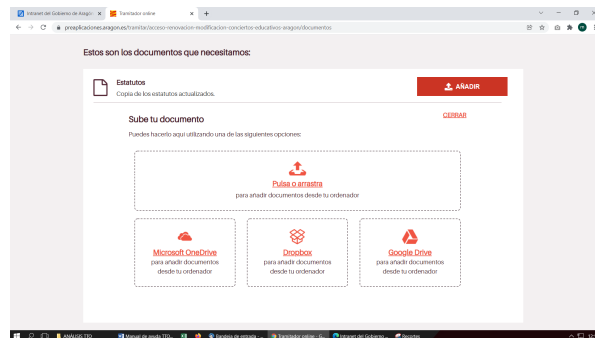 Intranet del Gobierno de Aragón
Tramitador online
preaplicaciones.aragon.es/tramitar/acceso-renovacion-modificacion-conciertos-educativos-aragon/documentos
Estos son los documentos que necesitamos:
Estatutos
Copia de los estatutos actualizados.
AÑADIR
Sube tu documento
CERRAR
Puedes hacerlo aquí utilizando una de las siguientes opciones:
Pulsa o arrastra
para añadir documentos desde tu ordenador
Microsoft OneDrive
para añadir documentos
desde tu ordenador
Dropbox
para añadir documentos
desde tu ordenador
Google Drive
para añadir documentos
desde tu ordenador
ANÁLISIS TTO
Manual de ayuda TTO...
Bandeja de entrada - ...
Tramitador online - G...
Intranet del Gobierno ...
Recortes